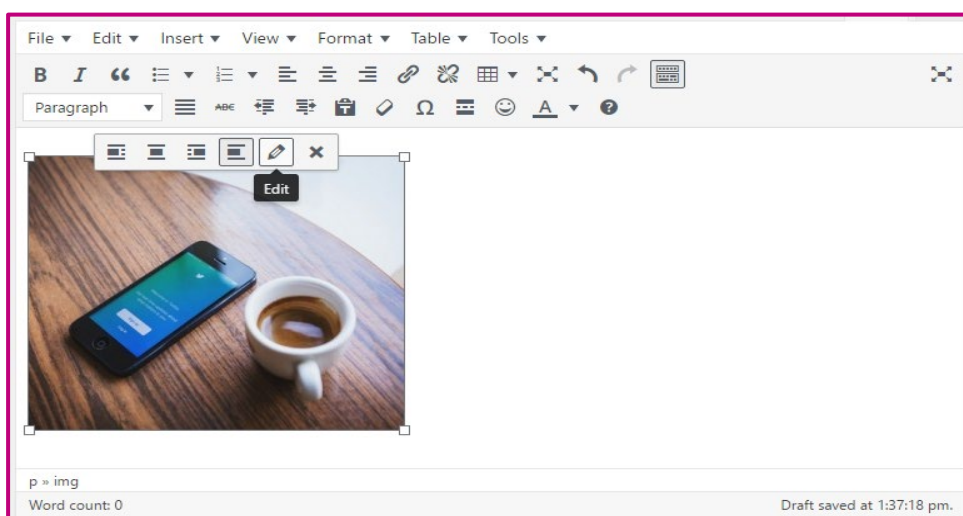 File Edit Insert View Format Table Tools
B I “
Paragraph ABC T Ω A ?
Edit
p » img
Word count: 0 Draft saved at 1:37:18 pm.